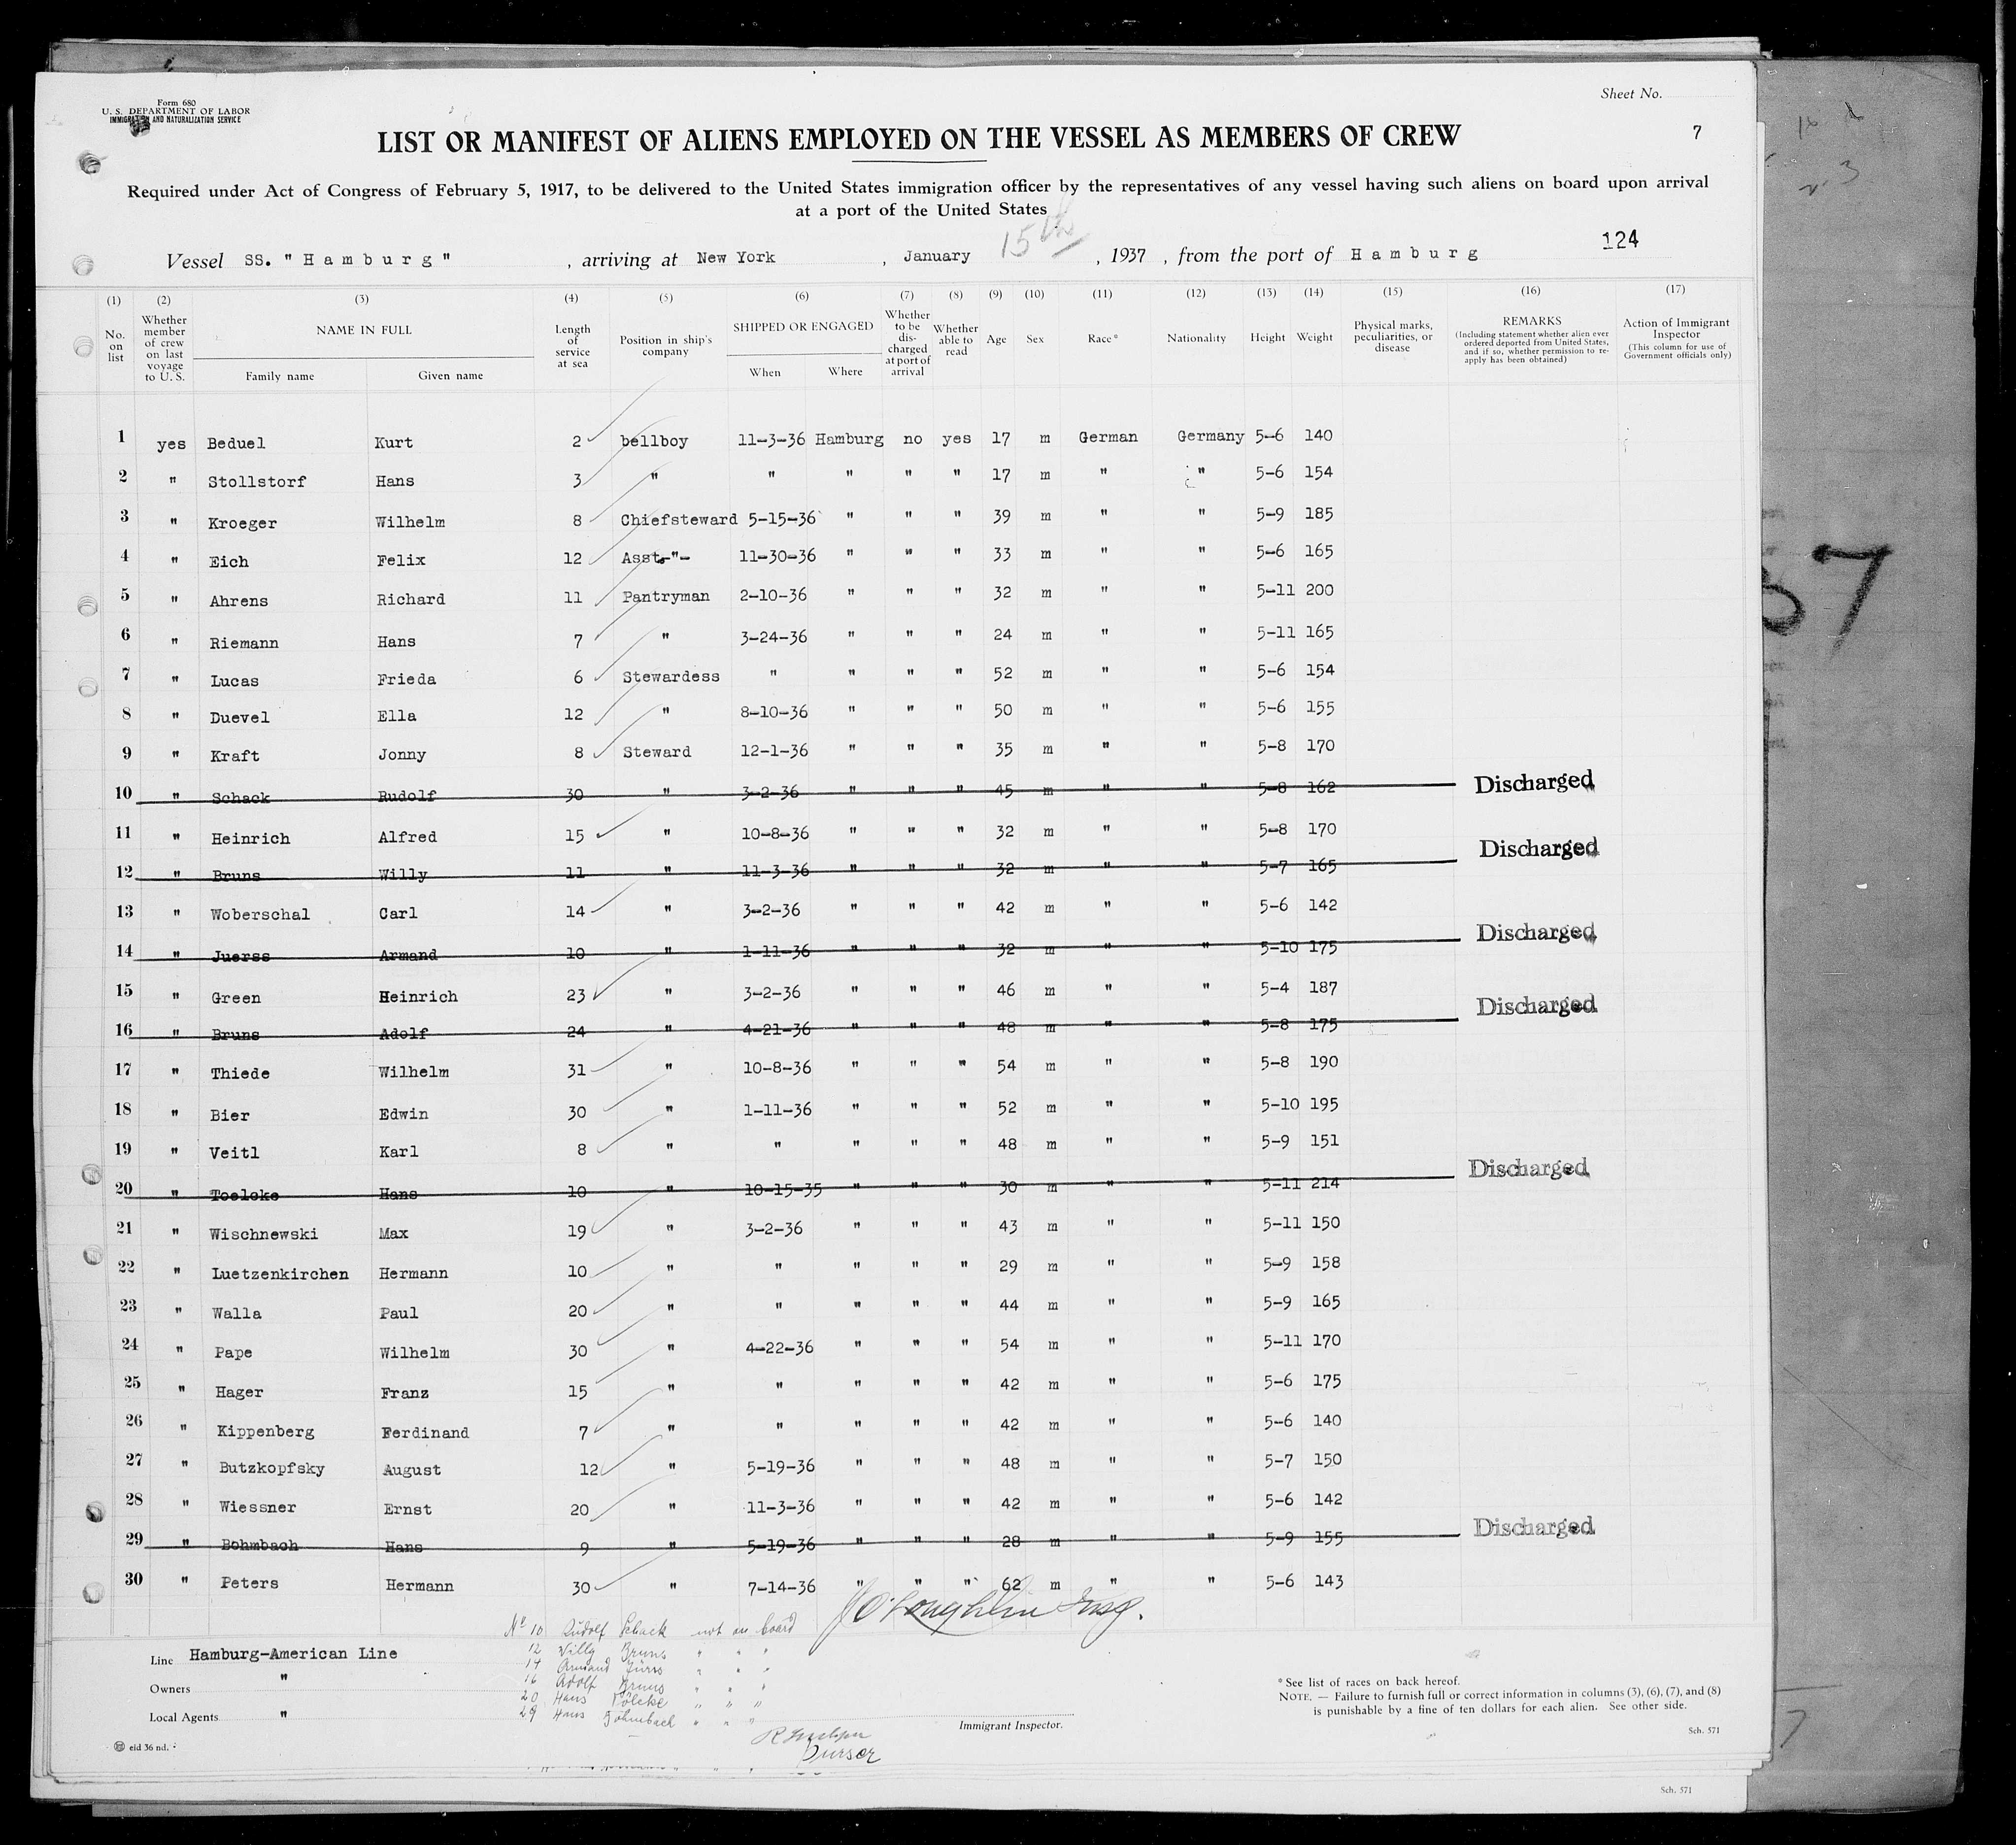 Form 680
U. S. DEPARTMENT OF LABOR
IMMIGRATION AND NATURALIZATION SERVICE
Sheet No.
7
LIST OR MANIFEST OF ALIENS EMPLOYED ON THE VESSEL AS MEMBERS OF CREW
Required under Act of Congress of February 5, 1917, to be delivered to the United States immigration officer by the representatives of any vessel having such aliens on board upon arrival
at a port of the United States
Vessel SS. "Hamburg" , arriving at New York , January 15th , 1937 , from the port of Hamburg 124
(1) (2) (3) (4) (5) (6) (7) (8) (9) (10) (11) (12) (13) (14) (15) (16) (17)
No. on list
Whether member of crew on last voyage to U. S.
NAME IN FULL
Family name Given name
Length of service at sea
Position in ship's company
SHIPPED OR ENGAGED
When Where
Whether to be discharged at port of arrival
Whether able to read
Age Sex Race* Nationality Height Weight
Physical marks, peculiarities, or disease
REMARKS
(Including statement whether alien ever ordered deported from United States, and if so, whether permission to reapply has been obtained)
Action of Immigrant Inspector
(This column for use of Government officials only)
1 yes Beduel Kurt 2 bellboy 11-3-36 Hamburg no yes 17 m German Germany 5-6 140
2 " Stollstorf Hans 3 " " " " " 17 m " " 5-6 154
3 " Kroeger Wilhelm 8 Chiefsteward 5-15-36 " " " 39 m " " 5-9 185
4 " Eich Felix 12 Asst.-"- 11-30-36 " " " 33 m " " 5-6 165
5 " Ahrens Richard 11 Pantryman 2-10-36 " " " 32 m " " 5-11 200
6 " Riemann Hans 7 " 3-24-36 " " " 24 m " " 5-11 165
7 " Lucas Frieda 6 Stewardess " " " " 52 m " " 5-6 154
8 " Duevel Ella 12 " 8-10-36 " " " 50 m " " 5-6 155
9 " Kraft Jonny 8 Steward 12-1-36 " " " 35 m " " 5-8 170
10 " Schack Rudolf 30 " 3-2-36 " " " 45 m " " 5-8 162 Discharged
11 " Heinrich Alfred 15 " 10-8-36 " " " 32 m " " 5-8 170
12 " Bruns Willy 11 " 11-3-36 " " " 32 m " " 5-7 165 Discharged
13 " Woberschal Carl 14 " 3-2-36 " " " 42 m " " 5-6 142
14 " Juerss Armand 10 " 1-11-36 " " " 32 m " " 5-10 175 Discharged
15 " Green Heinrich 23 " 3-2-36 " " " 46 m " " 5-4 187
16 " Bruns Adolf 24 " 4-21-36 " " " 48 m " " 5-8 175 Discharged
17 " Thiede Wilhelm 31 " 10-8-36 " " " 54 m " " 5-8 190
18 " Bier Edwin 30 " 1-11-36 " " " 52 m " " 5-10 195
19 " Veitl Karl 8 " " " " " 48 m " " 5-9 151
20 " Toelcke Hans 10 " 10-15-35 " " " 30 m " " 5-11 214 Discharged
21 " Wischnewski Max 19 " 3-2-36 " " " 43 m " " 5-11 150
22 " Luetzenkirchen Hermann 10 " " " " " 29 m " " 5-9 158
23 " Walla Paul 20 " " " " " 44 m " " 5-9 165
24 " Pape Wilhelm 30 " 4-22-36 " " " 54 m " " 5-11 170
25 " Hager Franz 15 " " " " " 42 m " " 5-6 175
26 " Kippenberg Ferdinand 7 " " " " " 42 m " " 5-6 140
27 " Butzkopfsky August 12 " 5-19-36 " " " 48 m " " 5-7 150
28 " Wiessner Ernst 20 " 11-3-36 " " " 42 m " " 5-6 142
29 " Bohmbach Hans 9 " 5-19-36 " " " 28 m " " 5-9 155 Discharged
30 " Peters Hermann 30 " 7-14-36 " " " 62 m " " 5-6 143
J O'Loughlin Insp.
No 10 Rudolf Schack not on board
12 Willy Bruns " " "
14 Armand Jürss " " "
16 Adolf Bruns " " "
20 Hans Tölcke " " "
29 Hans Bohmbach " " "
Purser
Line Hamburg-American Line
Owners "
Local Agents "
Immigrant Inspector.
* See list of races on back hereof.
NOTE. — Failure to furnish full or correct information in columns (3), (6), (7), and (8)
is punishable by a fine of ten dollars for each alien. See other side.
Sch. 571
eid 36 nd.
Sch. 571
37